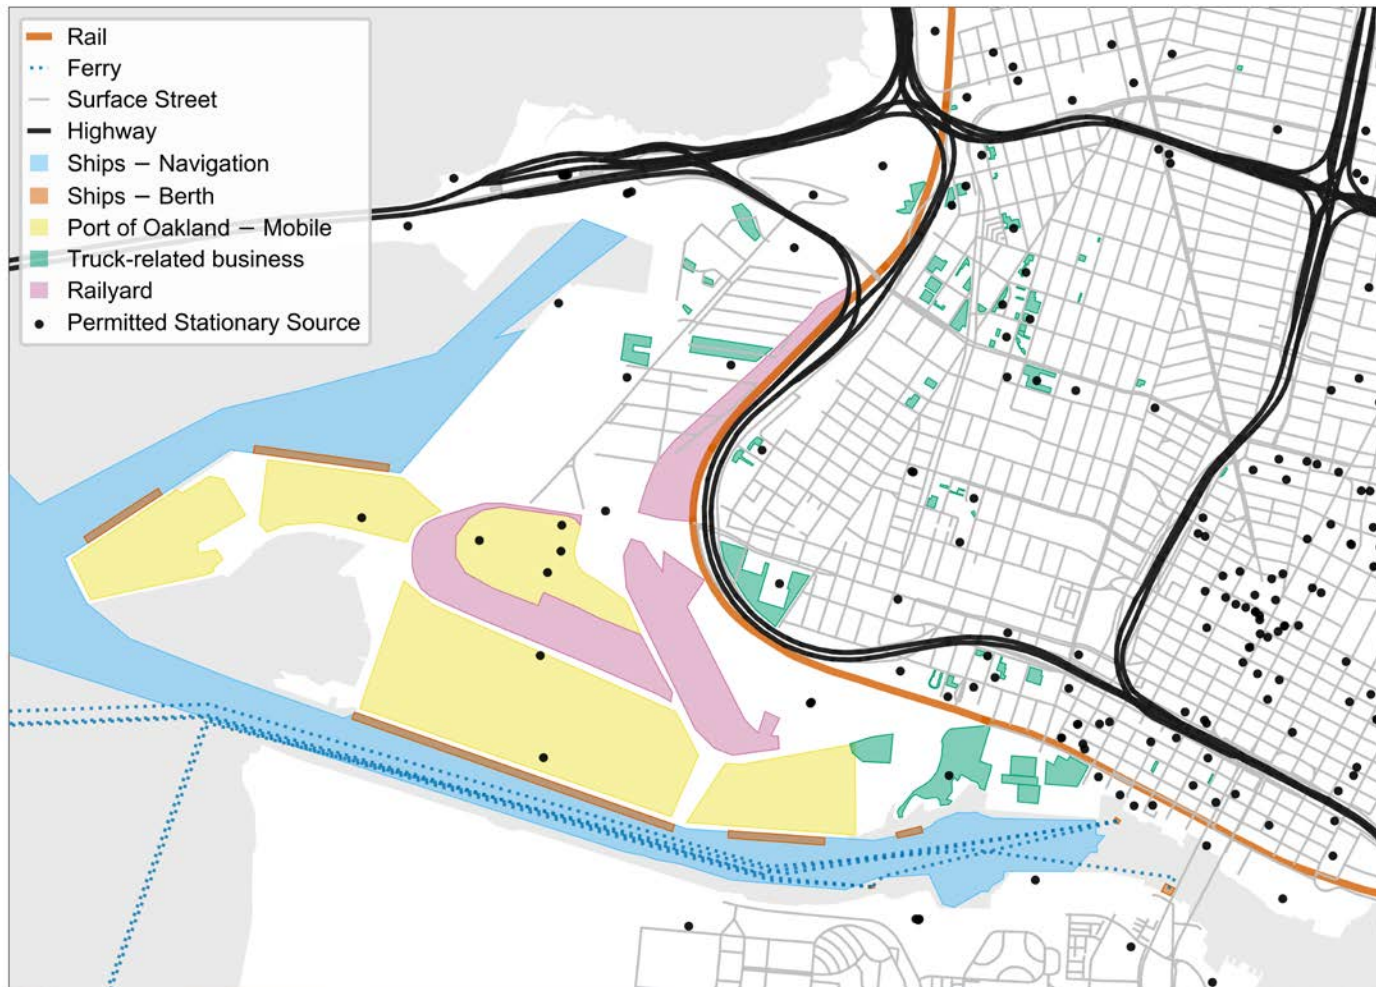 Rail
Ferry
Surface Street
Highway
Ships – Navigation
Ships – Berth
Port of Oakland – Mobile
Truck-related business
Railyard
Permitted Stationary Source